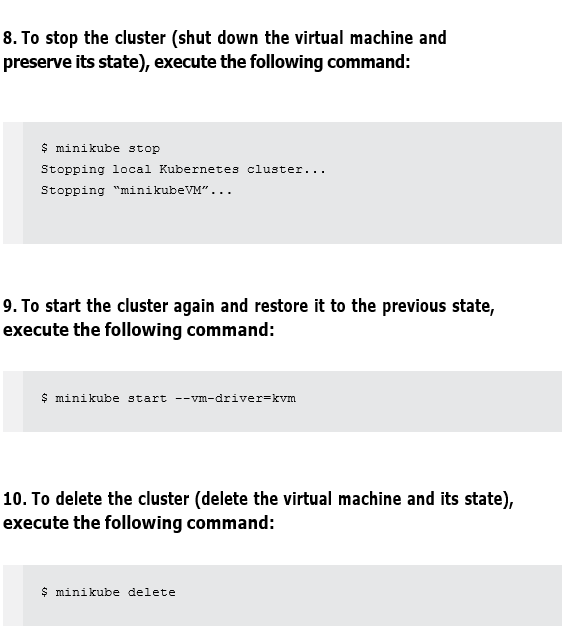 8. To stop the cluster (shut down the virtual machine and
preserve its state), execute the following command:
$ minikube stop
Stopping local Kubernetes cluster...
Stopping “minikubeVM”...
9. To start the cluster again and restore it to the previous state,
execute the following command:
$ minikube start --vm-driver=kvm
10. To delete the cluster (delete the virtual machine and its state),
execute the following command:
$ minikube delete